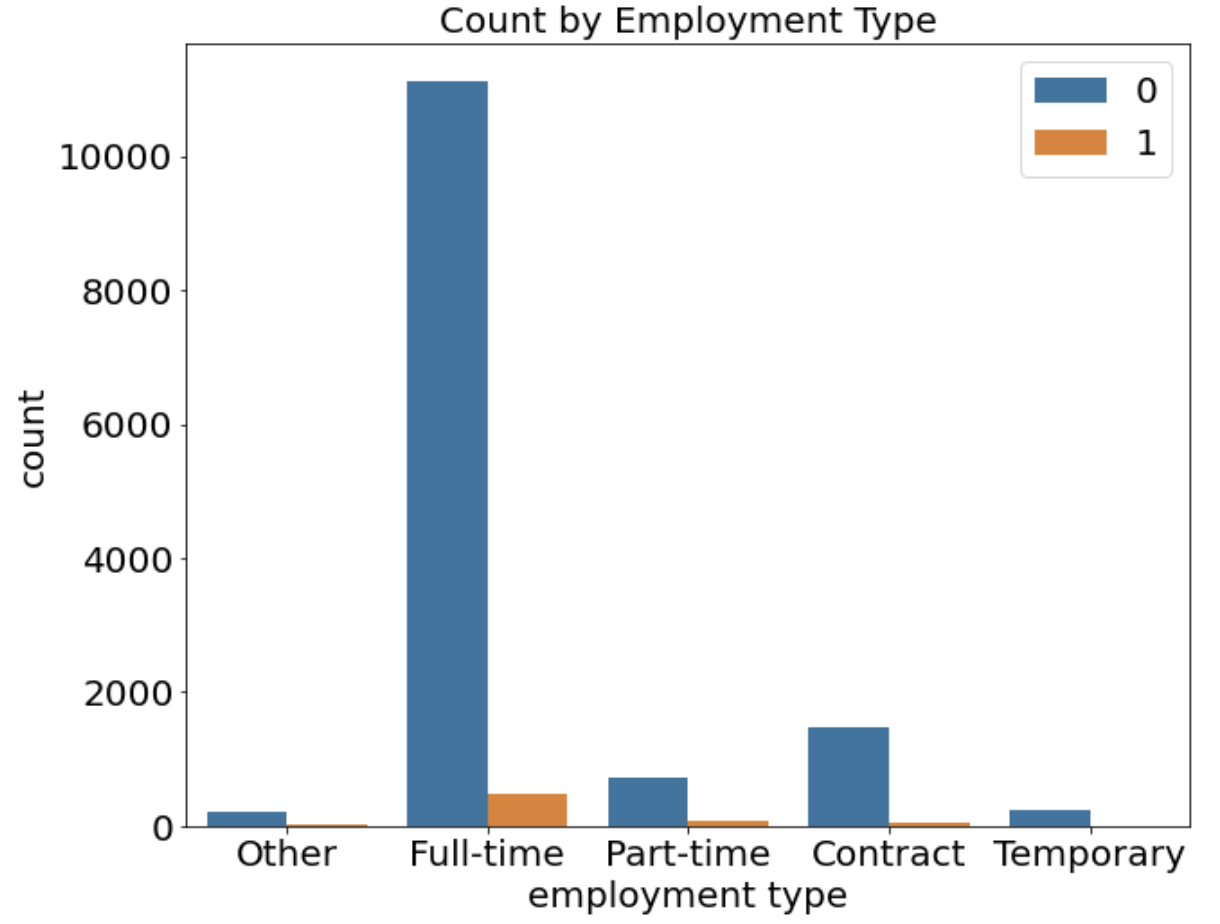 Count by Employment Type
0
1
10000
8000
6000
4000
2000
0
count
Other Full-time Part-time Contract Temporary
employment type